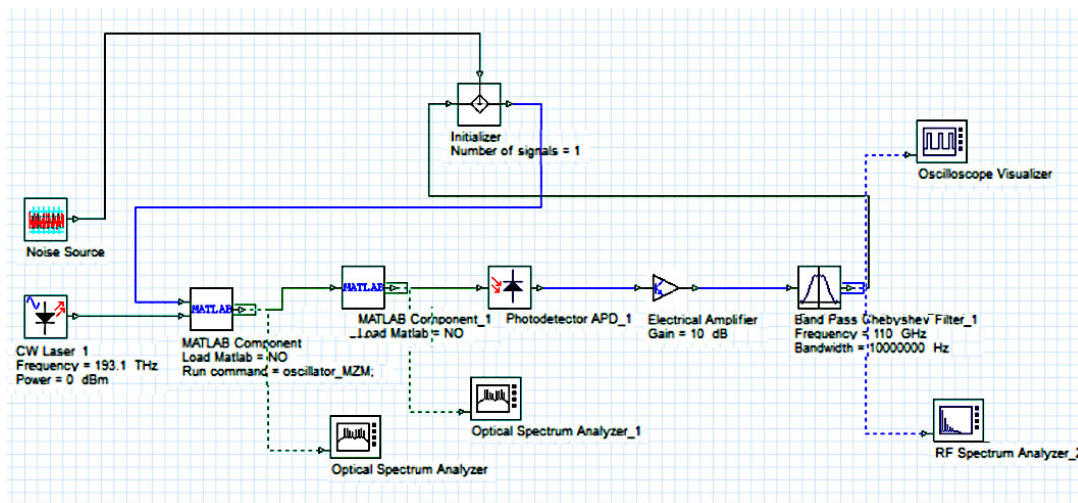 Initializer
Number of signals = 1
Oscilloscope Visualizer
Noise Source
MATLAB
MATLAB
CW Laser_1
Frequency = 193.1 THz
Power = 0 dBm
MATLAB Component
Load Matlab = NO
Run command = oscillator_MZM;
MATLAB Component_1
Load Matlab = NO
Photodetector APD_1
Electrical Amplifier
Gain = 10 dB
Band Pass Chebyshev Filter_1
Frequency = 110 GHz
Bandwidth = 10000000 Hz
Optical Spectrum Analyzer_1
Optical Spectrum Analyzer
RF Spectrum Analyzer_2